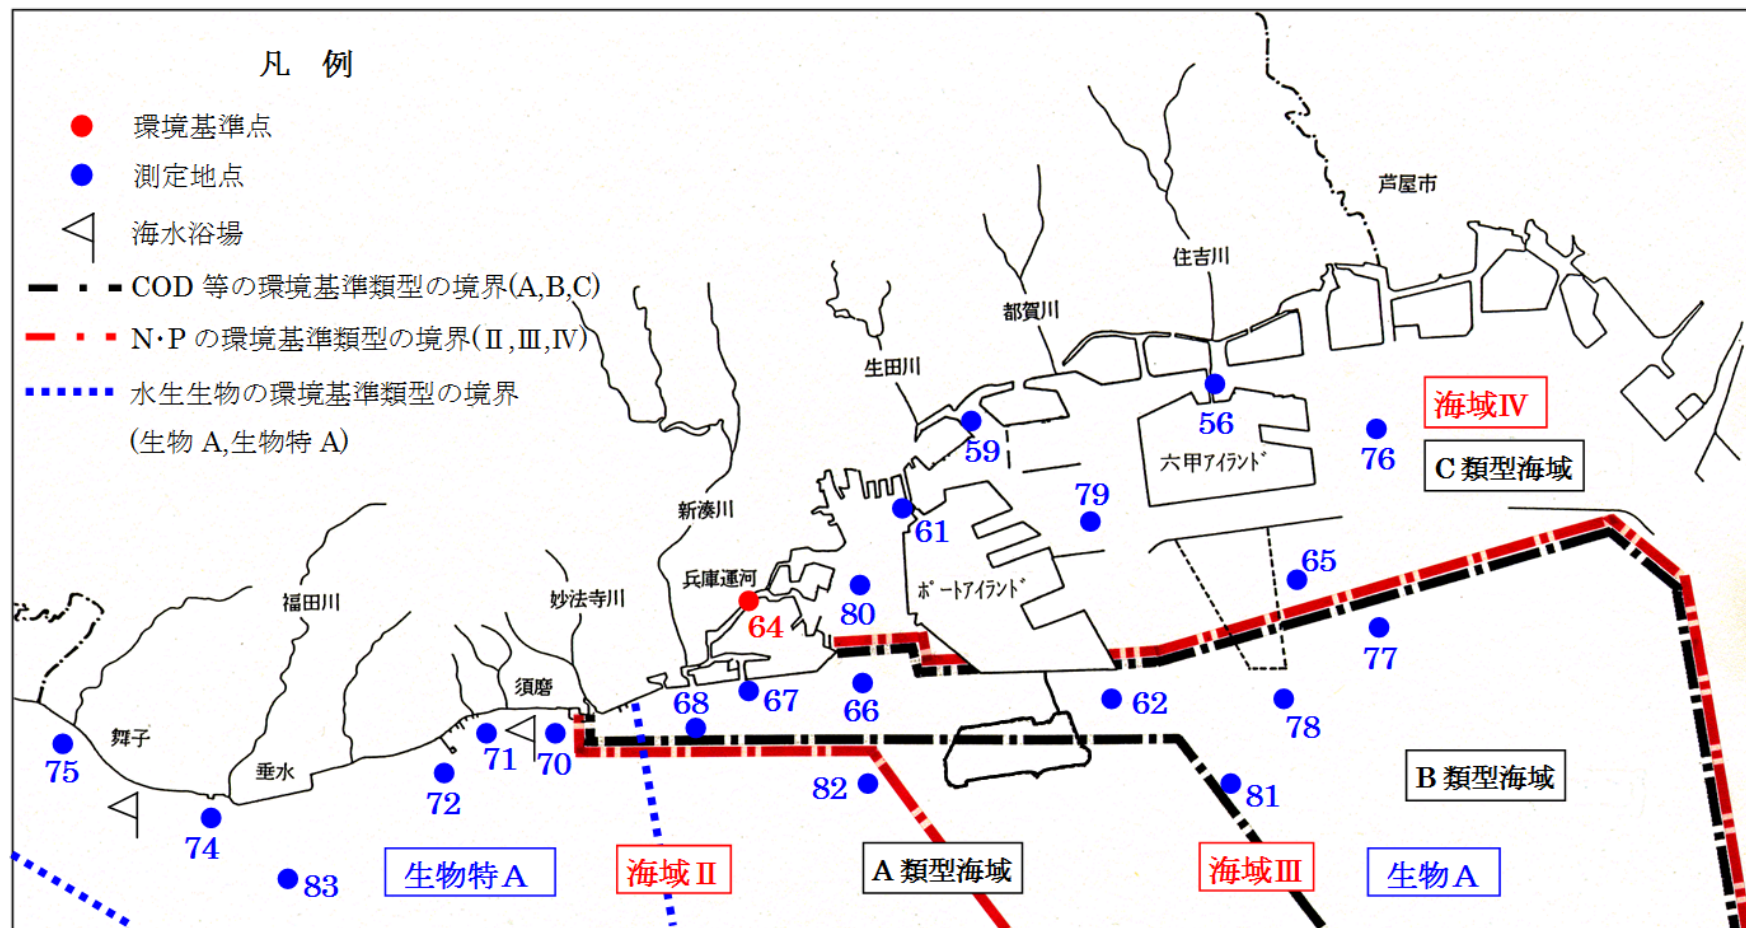 凡 例
環境基準点
測定地点
海水浴場
COD 等の環境基準類型の境界(A,B,C)
N・P の環境基準類型の境界(Ⅱ,Ⅲ,Ⅳ)
水生生物の環境基準類型の境界
(生物 A,生物特 A)
芦屋市
住吉川
都賀川
生田川
新湊川
兵庫運河
妙法寺川
福田川
須磨
舞子
垂水
六甲アイランド
ポートアイランド
海域Ⅳ
C 類型海域
B 類型海域
A 類型海域
海域Ⅲ
海域Ⅱ
生物特A
生物A
56
59
76
79
61
65
80
64
77
62
78
66
67
68
70
71
72
75
74
83
82
81